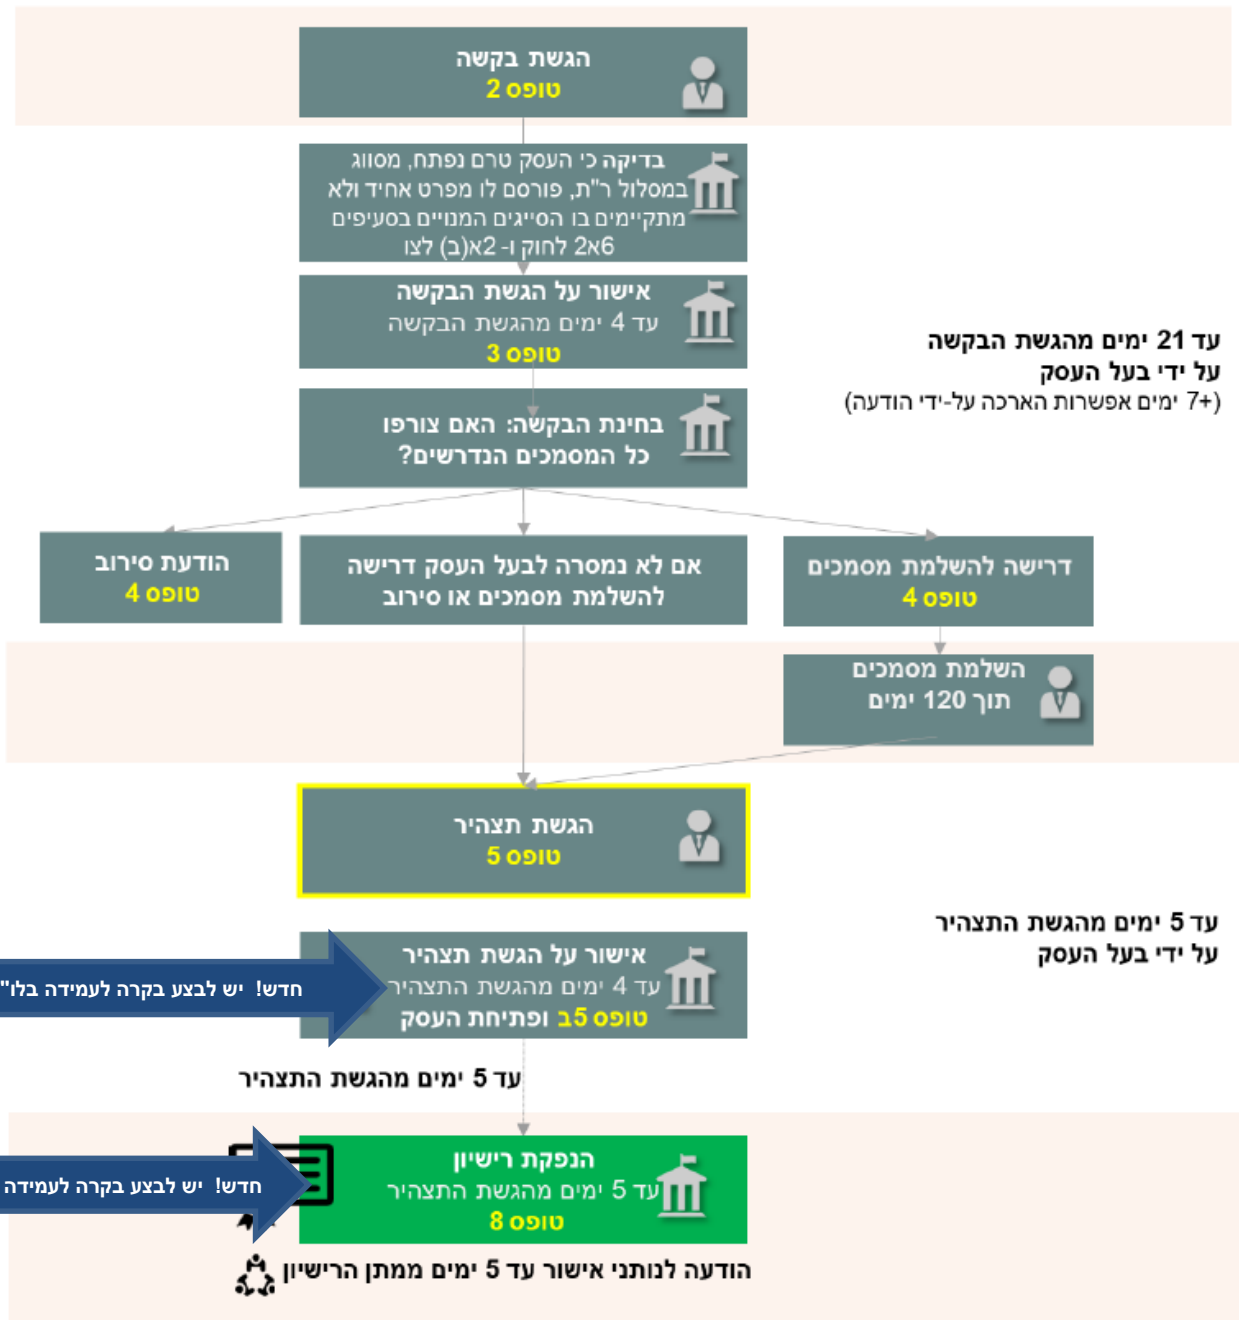 הגשת בקשה
טופס 2
בדיקה כי העסק טרם נפתח, מסווג
במסלול ר"ת, פורסם לו מפרט אחיד ולא
מתקיימים בו הסייגים המנויים בסעיפים
6א2 לחוק ו- 2א(ב) לצו
אישור על הגשת הבקשה
עד 4 ימים מהגשת הבקשה
טופס 3
עד 21 ימים מהגשת הבקשה
על ידי בעל העסק
(+7 ימים אפשרות הארכה על-ידי הודעה)
בחינת הבקשה: האם צורפו
כל המסמכים הנדרשים?
דרישה להשלמת מסמכים
טופס 4
אם לא נמסרה לבעל העסק דרישה
להשלמת מסמכים או סירוב
הודעת סירוב
טופס 4
השלמת מסמכים
תוך 120 ימים
הגשת תצהיר
טופס 5
עד 5 ימים מהגשת התצהיר
על ידי בעל העסק
אישור על הגשת תצהיר
עד 4 ימים מהגשת התצהיר
טופס 5ב ופתיחת העסק
חדש! יש לבצע בקרה לעמידה בלו"
עד 5 ימים מהגשת התצהיר
הנפקת רישיון
עד 5 ימים מהגשת התצהיר
טופס 8
חדש! יש לבצע בקרה לעמידה
הודעה לנותני אישור עד 5 ימים ממתן הרישיון